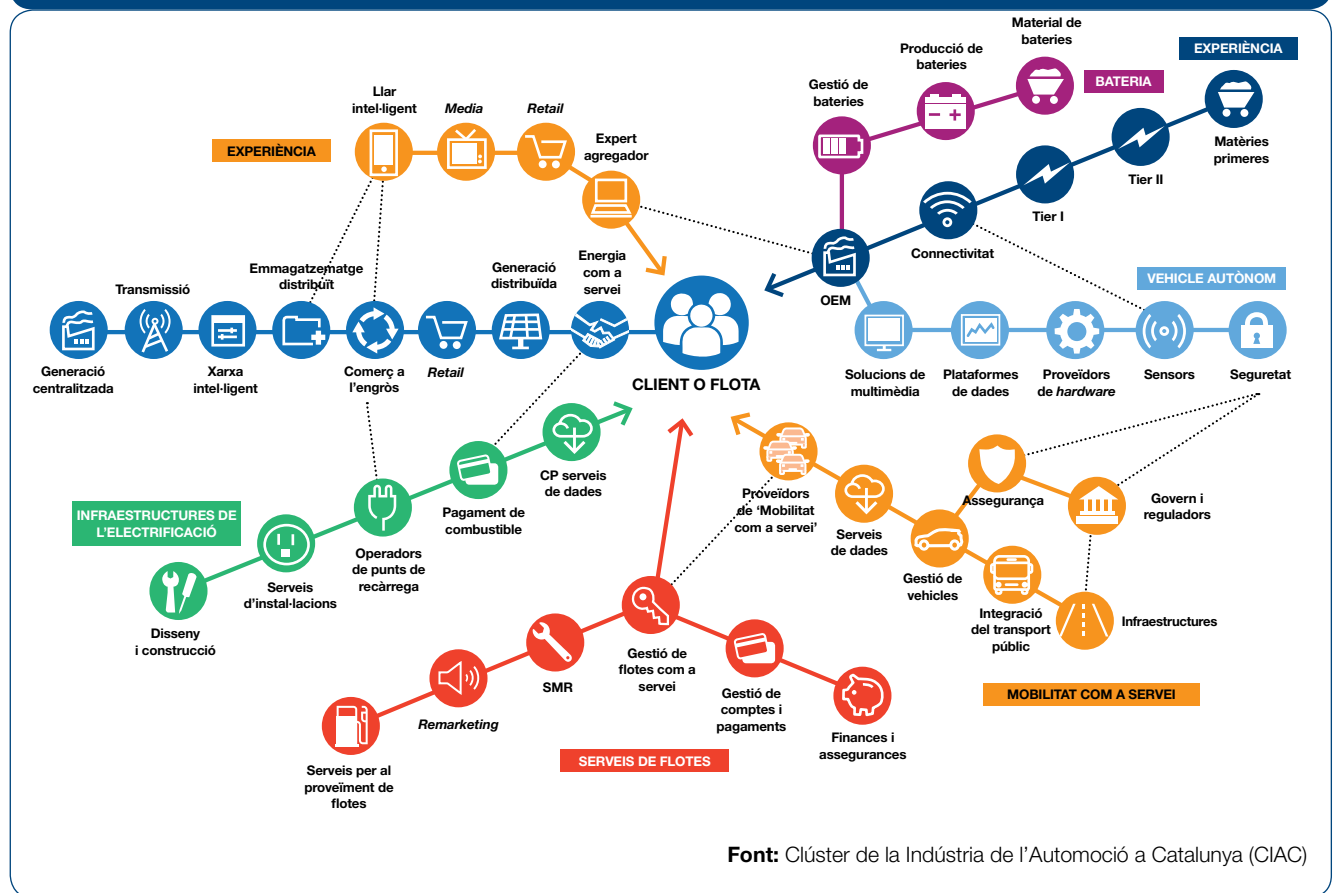 Material de
bateries
Producció de
bateries
EXPERIÈNCIA
Gestió de
bateries
BATERIA
Llar
intel·ligent
Media
Retail
Expert
agregador
EXPERIÈNCIA
Matèries
primeres
Tier II
Tier I
Connectivitat
OEM
VEHICLE AUTÒNOM
Emmagatzematge
distribuït
Transmissió
Generació
distribuïda
Energia
com a
servei
Generació
centralitzada
Xarxa
intel·ligent
Comerç a
l'engròs
Retail
CLIENT O FLOTA
Solucions de
multimèdia
Plataformes
de dades
Proveïdors
de hardware
Sensors
Seguretat
INFRAESTRUCTURES DE
L'ELECTRIFICACIÓ
CP serveis
de dades
Pagament de
combustible
Operadors
de punts de
recàrrega
Serveis
d'instal·lacions
Disseny
i construcció
Proveïdors
de 'Mobilitat
com a servei'
Serveis
de dades
Gestió de
vehicles
Assegurança
Govern i
reguladors
Integració
del transport
públic
Infraestructures
MOBILITAT COM A SERVEI
Gestió de
flotes com a
servei
SMR
Remarketing
Serveis per al
proveïment de
flotes
Gestió de
comptes i
pagaments
Finances i
assegurances
SERVEIS DE FLOTES
Font: Clúster de la Indústria de l'Automoció a Catalunya (CIAC)